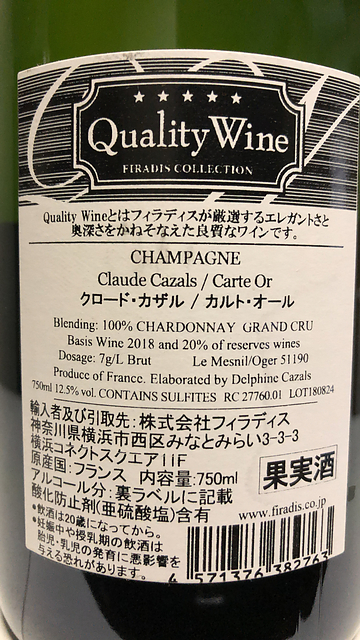 ★★★★★
Quality Wine
FIRADIS COLLECTION
Quality Wineとはフィラディスが厳選するエレガントさと
奥深さをかねそなえた良質なワインです。
CHAMPAGNE
Claude Cazals / Carte Or
クロード・カザル / カルト・オール
Blending: 100% CHARDONNAY GRAND CRU
Basis Wine 2018 and 20% of reserves wines
Dosage: 7g/L Brut Le Mesnil/Oger 51190
Produce of France. Elaborated by Delphine Cazals
750ml 12.5% vol. CONTAINS SULFITES RC 27760.01 LOT180824
輸入者及び引取先：株式会社フィラディス
神奈川県横浜市西区みなとみらい3-3-3
横浜コネクトスクエア11F
原産国：フランス 内容量：750ml
アルコール分：裏ラベルに記載
酸化防止剤(亜硫酸塩)含有
果実酒
www.firadis.co.jp
•飲酒は20歳になってから。
•妊娠中や授乳期の飲酒は
胎児・乳児の発育に悪影響を
与える恐れがあります。
4 571376 382763